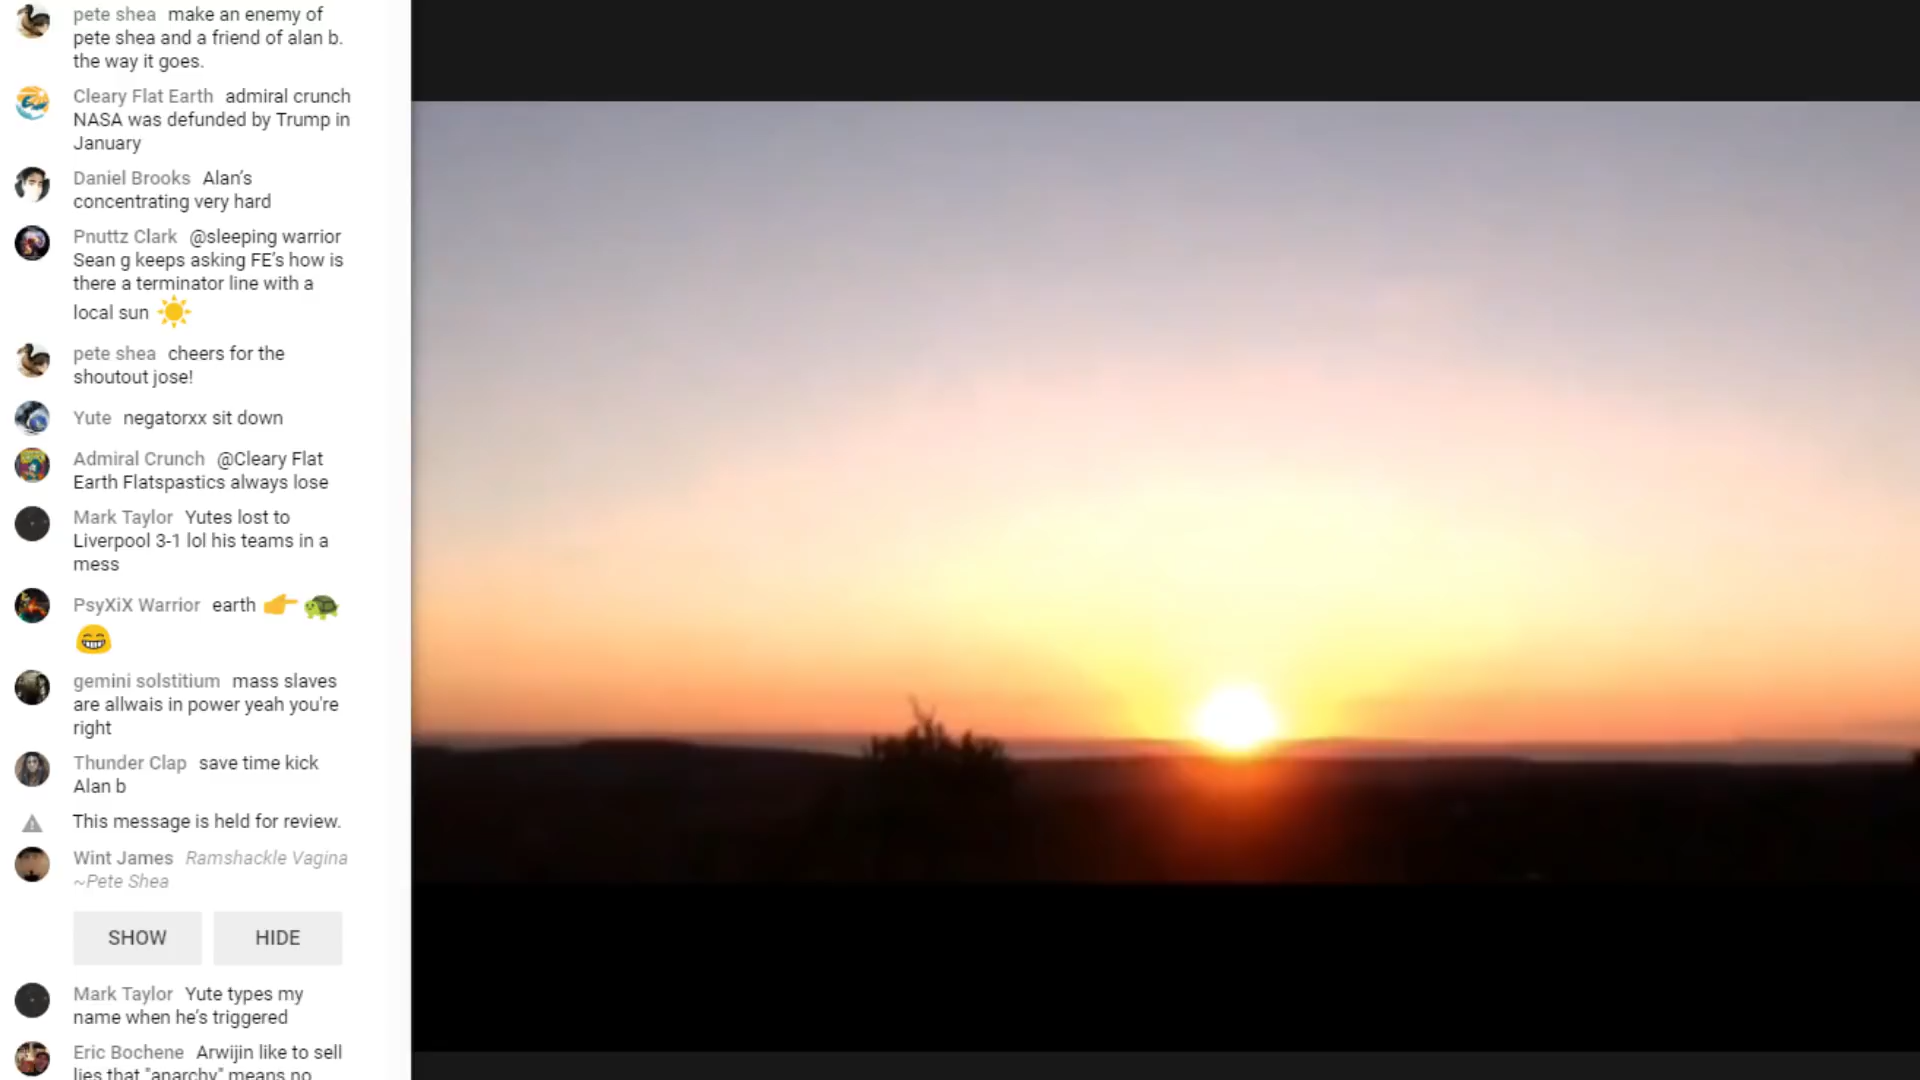 pete shea make an enemy of
pete shea and a friend of alan b.
the way it goes.
Cleary Flat Earth admiral crunch
NASA was defunded by Trump in
January
Daniel Brooks Alan’s
concentrating very hard
Pnuttz Clark @sleeping warrior
Sean g keeps asking FE’s how is
there a terminator line with a
local sun
pete shea cheers for the
shoutout jose!
Yute negatorxx sit down
Admiral Crunch @Cleary Flat
Earth Flatspastics always lose
Mark Taylor Yutes lost to
Liverpool 3-1 lol his teams in a
mess
PsyXiX Warrior earth
gemini solstitium mass slaves
are allwais in power yeah you're
right
Thunder Clap save time kick
Alan b
This message is held for review.
Wint James Ramshackle Vagina
~Pete Shea
SHOW HIDE
Mark Taylor Yute types my
name when he’s triggered
Eric Bochene Arwijin like to sell
lies that "anarchy" means no